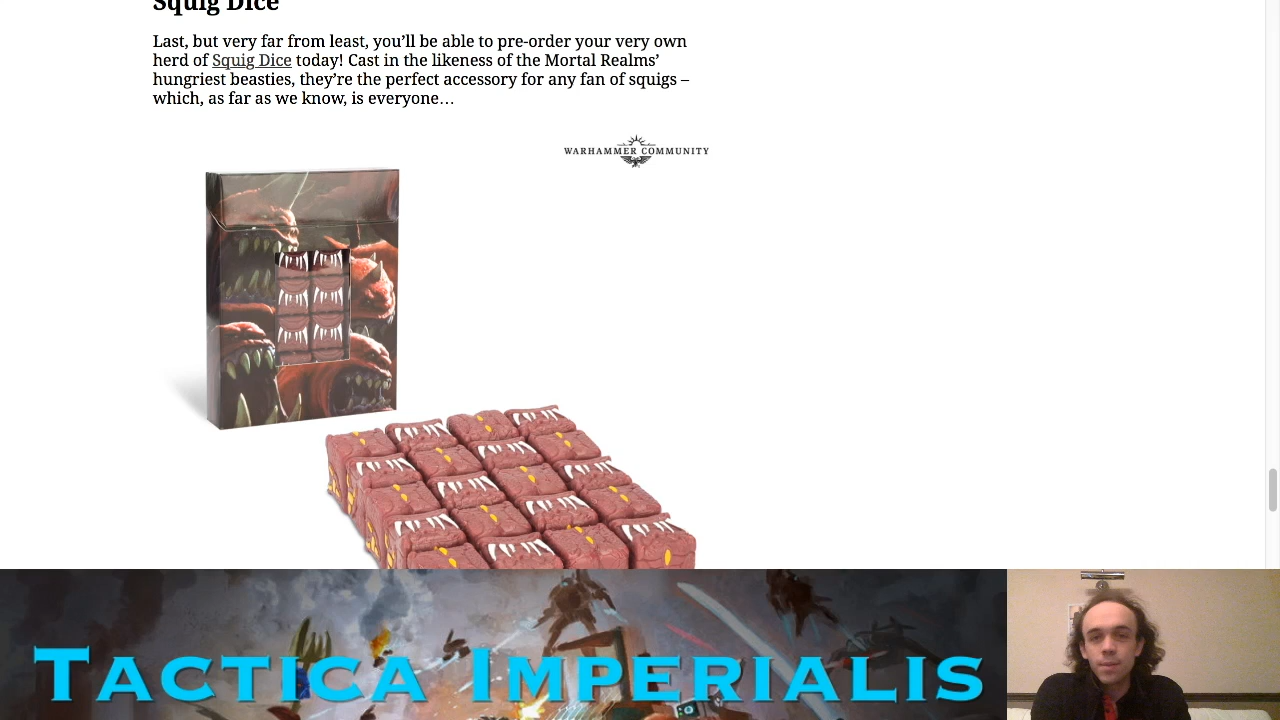 Squig Dice
Last, but very far from least, you’ll be able to pre-order your very own
herd of Squig Dice today! Cast in the likeness of the Mortal Realms’
hungriest beasties, they’re the perfect accessory for any fan of squigs –
which, as far as we know, is everyone…
WARHAMMER COMMUNITY
TACTICA IMPERIALIS